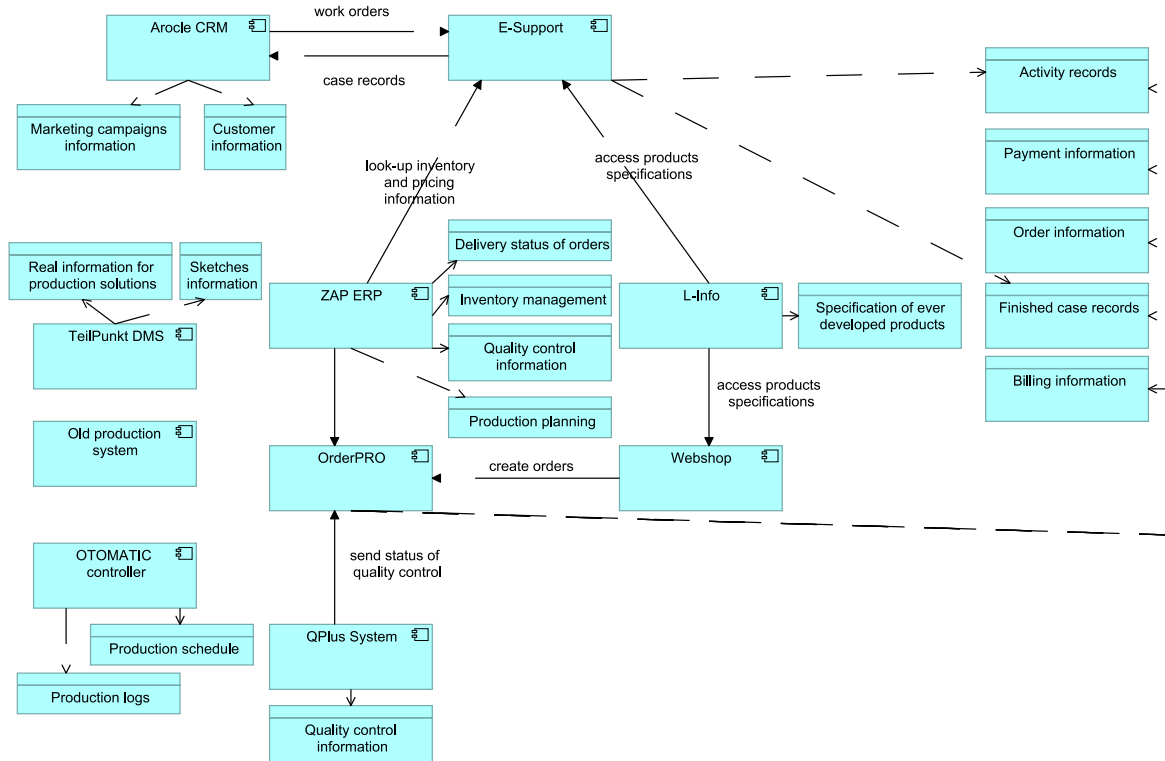 work orders
Arocle CRM
E-Support
case records
Activity records
Marketing campaigns
information
Customer
information
Payment information
look-up inventory
and pricing
information
access products
specifications
Order information
Real information for
production solutions
Sketches
information
Delivery status of orders
ZAP ERP
Inventory management
L-Info
Specification of ever
developed products
Finished case records
TeilPunkt DMS
Quality control
information
Billing information
access products
specifications
Production planning
Old production
system
OrderPRO
create orders
Webshop
OTOMATIC
controller
send status of
quality control
Production schedule
QPlus System
Production logs
Quality control
information